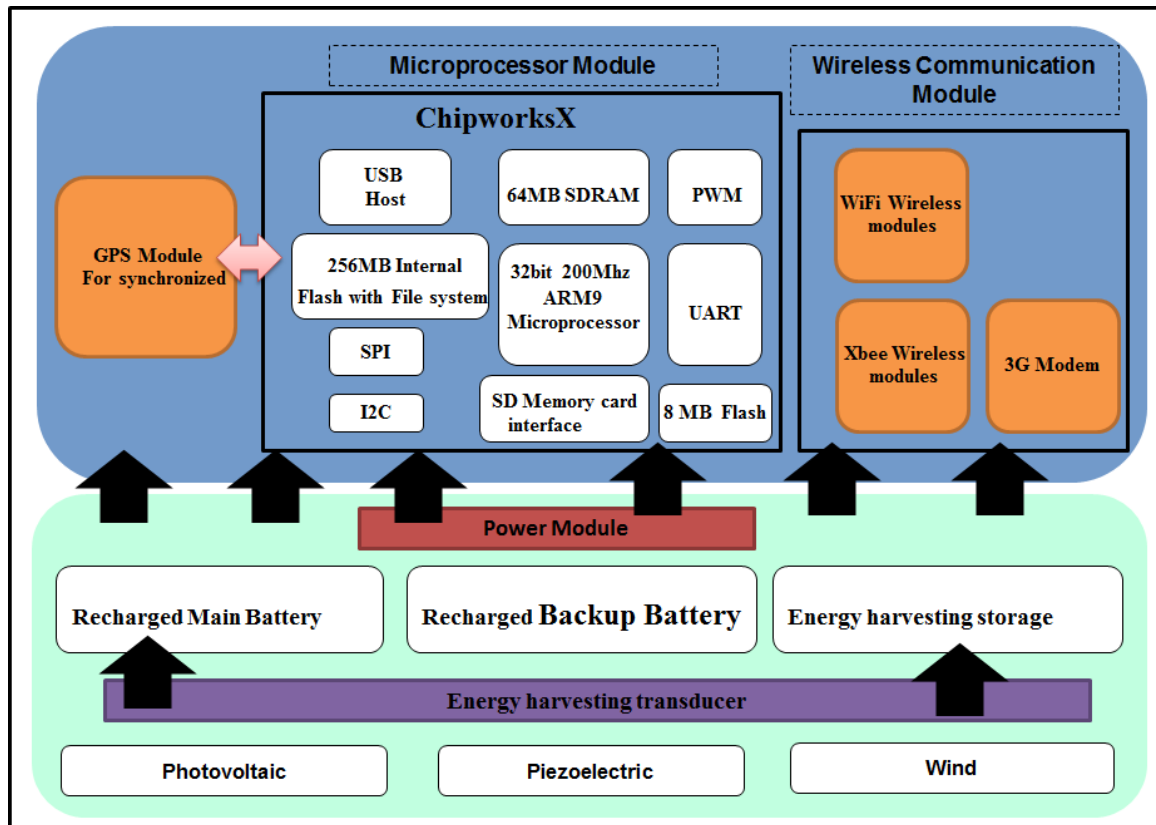 Microprocessor Module
Wireless Communication
Module
ChipworksX
USB
Host
64MB SDRAM
PWM
WiFi Wireless
modules
GPS Module
For synchronized
256MB Internal
Flash with File system
32bit 200Mhz
ARM9
Microprocessor
UART
SPI
Xbee Wireless
modules
3G Modem
I2C
SD Memory card
interface
8 MB Flash
Power Module
Recharged Main Battery
Recharged Backup Battery
Energy harvesting storage
Energy harvesting transducer
Photovoltaic
Piezoelectric
Wind